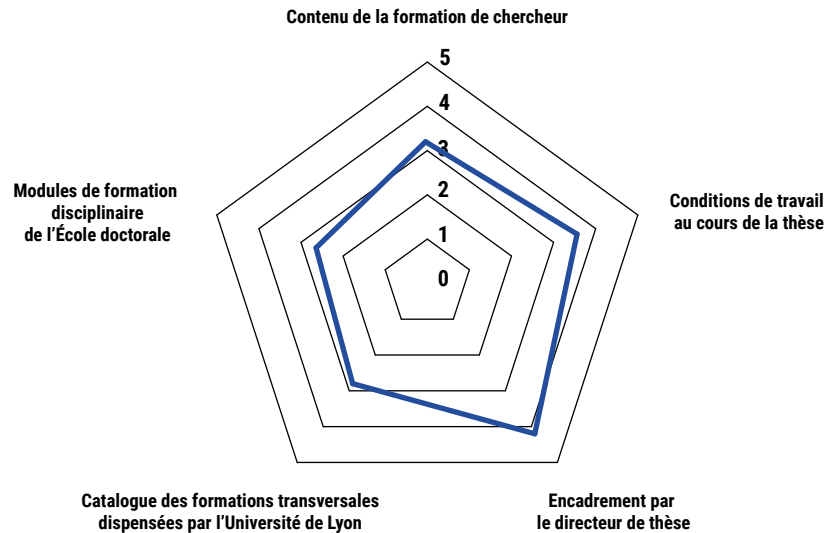 Contenu de la formation de chercheur
5
4
3
2
1
0
Modules de formation
disciplinaire
de l'École doctorale
Conditions de travail
au cours de la thèse
Catalogue des formations transversales
dispensées par l'Université de Lyon
Encadrement par
le directeur de thèse